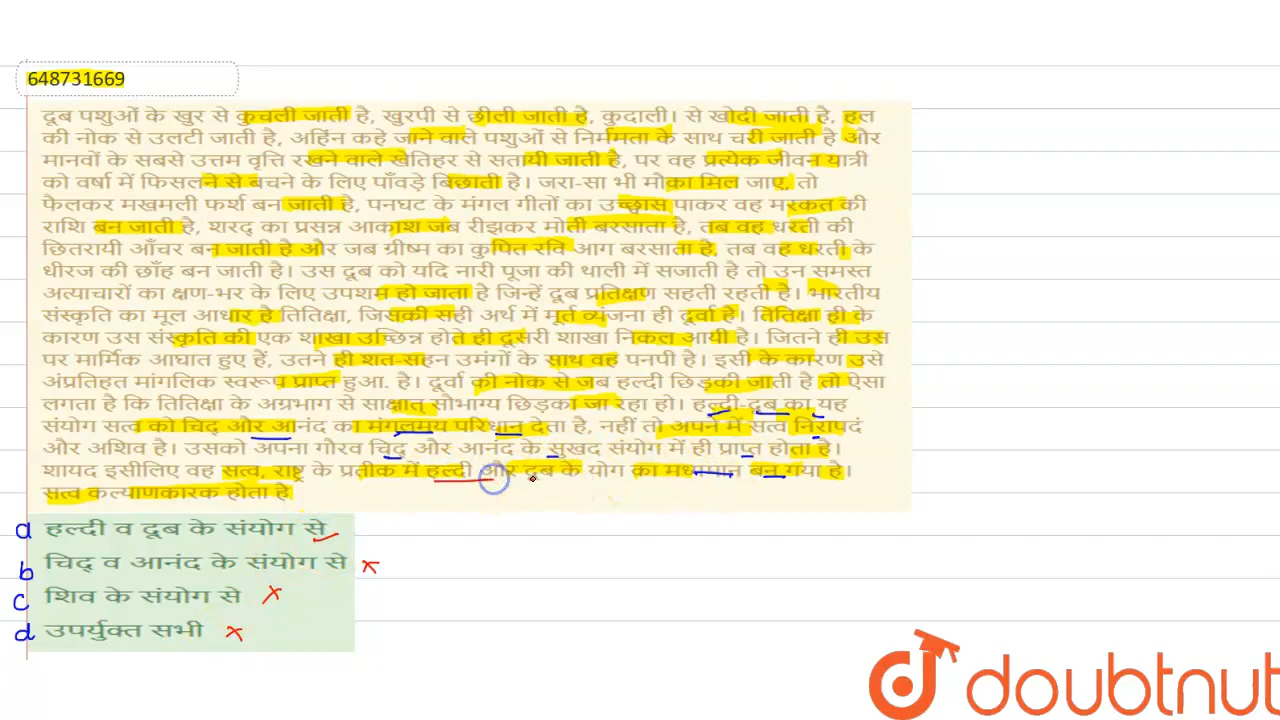 648731669
दूब पशुओं के खुर से कुचली जाती है, खुरपी से छीली जाती है, कुदाली। से खोदी जाती है, हल
की नोक से उलटी जाती है, अहिंन कहे जाने वाले पशुओं से निर्ममता के साथ चरी जाती है और
मानवों के सबसे उत्तम वृत्ति रखने वाले खेतिहर से सतायी जाती है, पर वह प्रत्येक जीवन यात्री
को वर्षा में फिसलने से बचने के लिए पाँवड़े बिछाती है। जरा-सा भी मौका मिल जाए, तो
फैलकर मखमली फर्श बन जाती है, पनघट के मंगल गीतों का उच्छ्वास पाकर वह मरकत की
राशि बन जाती है, शरद् का प्रसन्न आकाश जब रीझकर मोती बरसाता है, तब वह धरती की
छितरायी आँचर बन जाती है और जब ग्रीष्म का कुपित रवि आग बरसाता है, तब वह धरती के
धीरज की छाँह बन जाती है। उस दूब को यदि नारी पूजा की थाली में सजाती है तो उन समस्त
अत्याचारों का क्षण-भर के लिए उपशम हो जाता है जिन्हें दूब प्रतिक्षण सहती रहती है। भारतीय
संस्कृति का मूल आधार है तितिक्षा, जिसकी सही अर्थ में मूर्त व्यंजना ही दूर्वा है। तितिक्षा ही के
कारण उस संस्कृति की एक शाखा उच्छिन्न होते ही दूसरी शाखा निकल आयी है। जितने ही उस
पर मार्मिक आघात हुए हैं, उतने ही शत-सहन उमंगों के साथ वह पनपी है। इसी के कारण उसे
अंप्रतिहत मांगलिक स्वरूप प्राप्त हुआ. है। दूर्वा की नोक से जब हल्दी छिड़की जाती है तो ऐसा
लगता है कि तितिक्षा के अग्रभाग से साक्षात् सौभाग्य छिड़का जा रहा हो। हल्दी-दूब का यह
संयोग सत्व को चिद् और आनंद का मंगलमय परिधान देता है, नहीं तो अपने में सत्व निरापदं
और अशिव है। उसको अपना गौरव चिद् और आनंद के सुखद संयोग में ही प्राप्त होता है।
शायद इसीलिए वह सत्व, राष्ट्र के प्रतीक में हल्दी और दूब के योग का मध्यमान बन गया है।
सत्व कल्याणकारक होता है
a हल्दी व दूब के संयोग से
b चिद् व आनंद के संयोग से
c शिव के संयोग से
d उपर्युक्त सभी
doubtnut